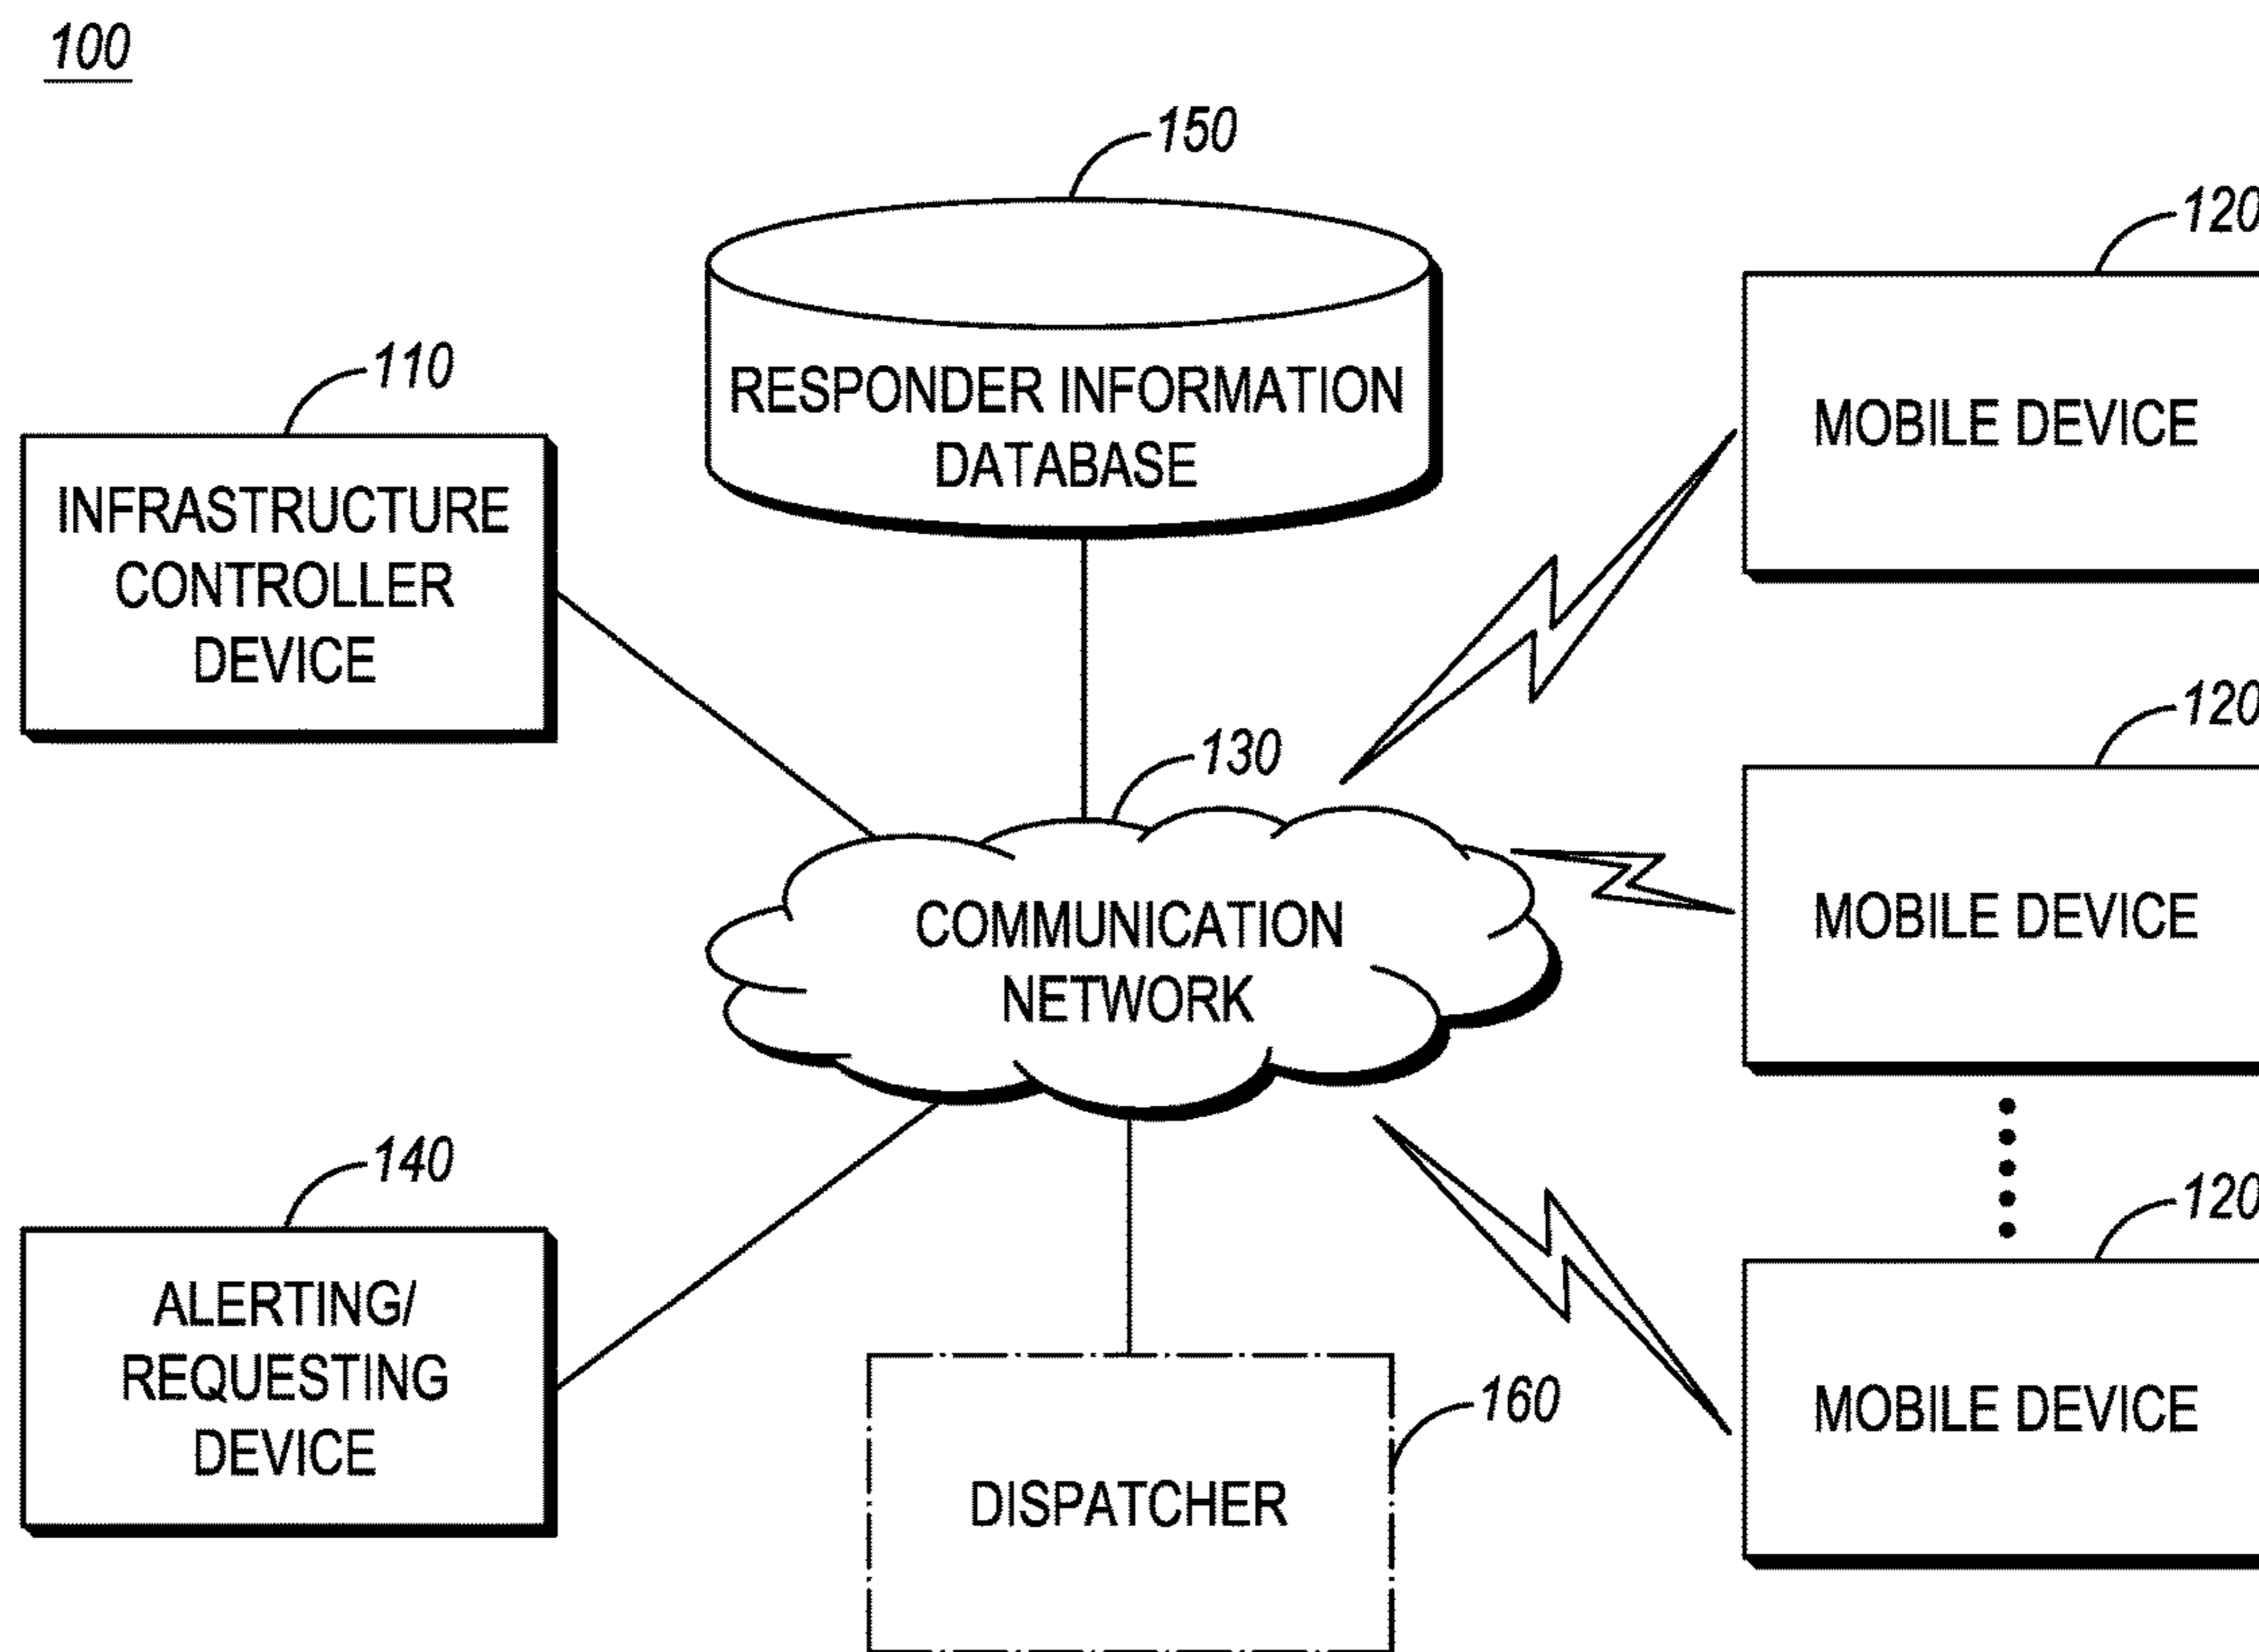 100
150
RESPONDER INFORMATION
DATABASE
110
INFRASTRUCTURE
CONTROLLER
DEVICE
120
MOBILE DEVICE
120
MOBILE DEVICE
130
COMMUNICATION
NETWORK
140
ALERTING/
REQUESTING
DEVICE
160
DISPATCHER
120
MOBILE DEVICE